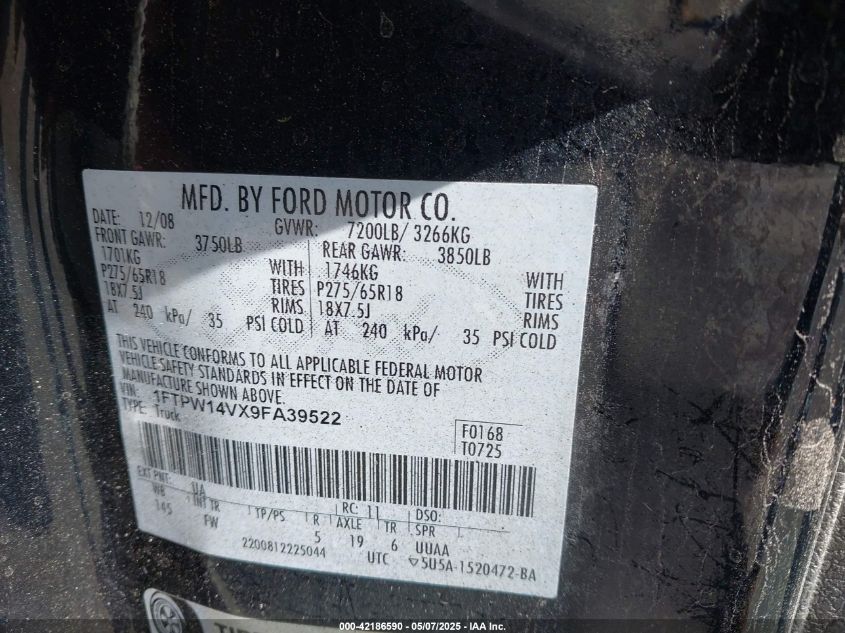 MFD. BY FORD MOTOR CO.
DATE: 12/08 GVWR: 7200LB/ 3266KG
FRONT GAWR: 3750LB REAR GAWR: 3850LB
1701KG WITH 1746KG WITH
P275/65R18 TIRES P275/65R18 TIRES
18X7.5J RIMS 18X7.5J RIMS
AT 240 kPa/ 35 PSI COLD AT 240 kPa/ 35 PSI COLD
THIS VEHICLE CONFORMS TO ALL APPLICABLE FEDERAL MOTOR
VEHICLE SAFETY STANDARDS IN EFFECT ON THE DATE OF
MANUFACTURE SHOWN ABOVE.
VIN: 1FTPW14VX9FA39522
TYPE: Truck
F0168
T0725
EXT PNT: UA RC: 11 DSO:
WB INT TR TP/PS R AXLE TR SPR
145 FW 5 19 6 UUAA
2200812225044 UTC 5U5A-1520472-BA
000-42186590 - 05/07/2025 - IAA Inc.